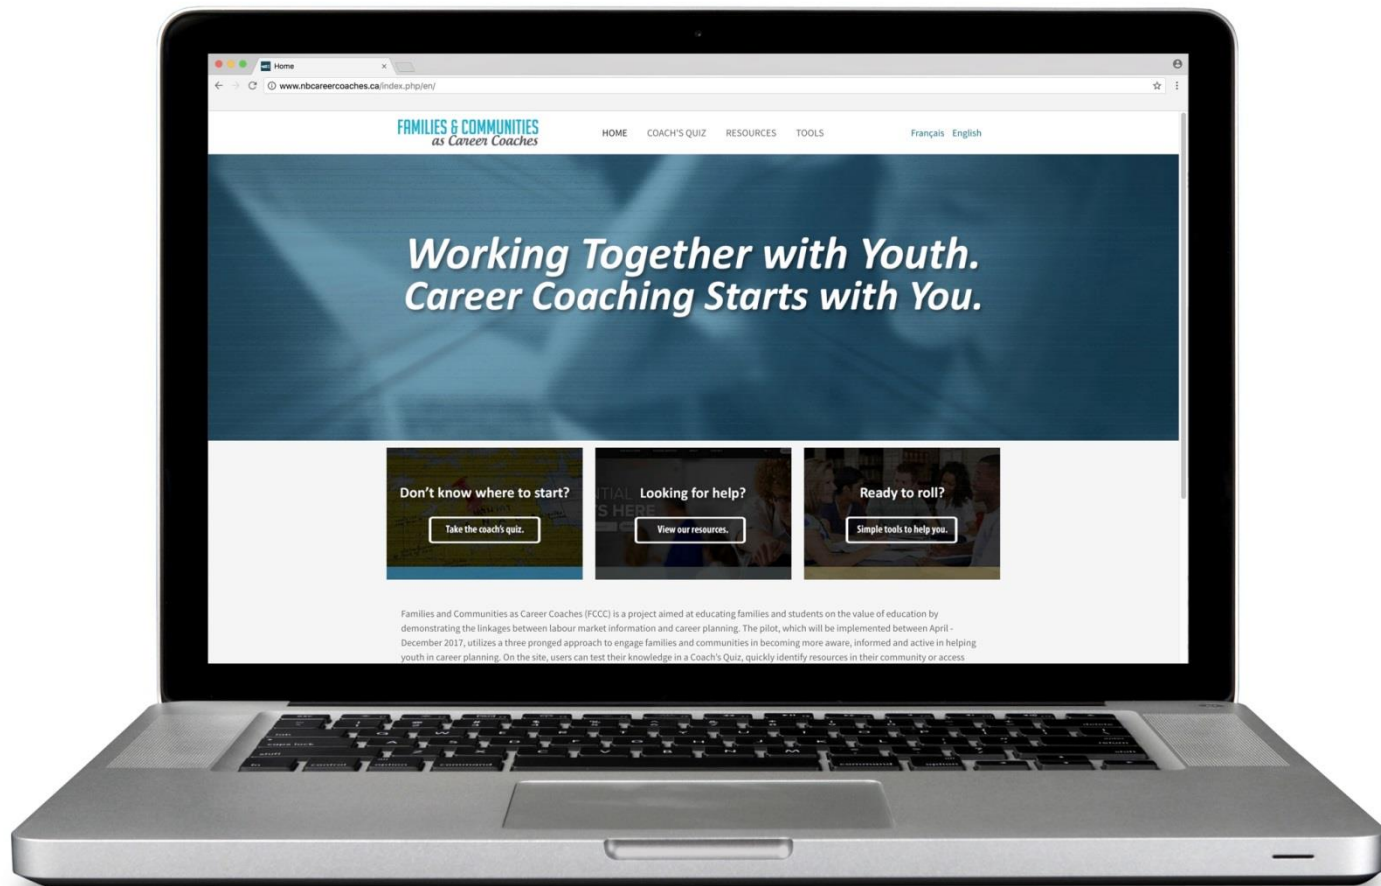 Home
www.nbcareercoaches.ca/index.php/en/
FAMILIES & COMMUNITIES
as Career Coaches
HOME COACH'S QUIZ RESOURCES TOOLS Français English
Working Together with Youth.
Career Coaching Starts with You.
Don't know where to start?
Take the coach's quiz.
Looking for help?
View our resources.
Ready to roll?
Simple tools to help you.
Families and Communities as Career Coaches (FCCC) is a project aimed at educating families and students on the value of education by
demonstrating the linkages between labour market information and career planning. The pilot, which will be implemented between April -
December 2017, utilizes a three pronged approach to engage families and communities in becoming more aware, informed and active in helping
youth in career planning. On the site, users can test their knowledge in a Coach's Quiz, quickly identify resources in their community or access